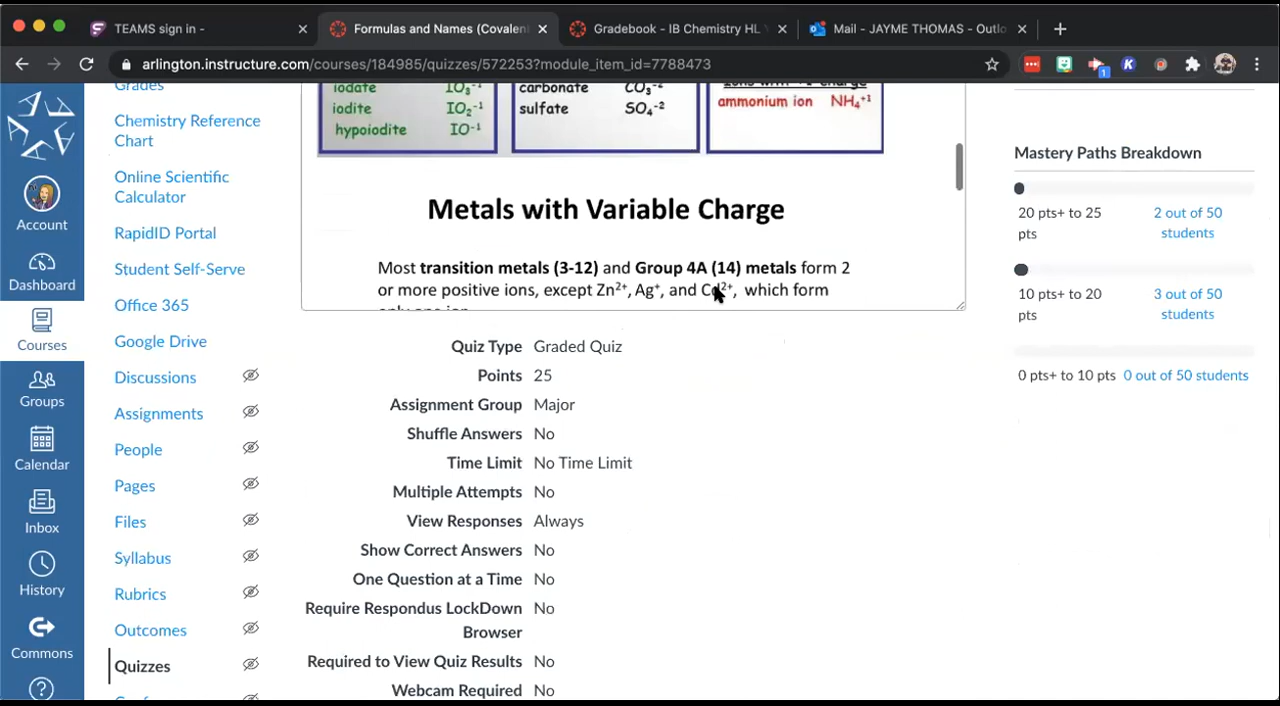 TEAMS sign in -
Formulas and Names (Covalen
Gradebook - IB Chemistry HL
Mail - JAYME THOMAS - Outlo
arlington.instructure.com/courses/184985/quizzes/572253?module_item_id=7788473
1
Grades
Chemistry Reference
Chart
Online Scientific
Calculator
RapidID Portal
Student Self-Serve
Office 365
Google Drive
Discussions
Assignments
People
Pages
Files
Syllabus
Rubrics
Outcomes
Quizzes
Account
Dashboard
Courses
Groups
Calendar
Inbox
History
Commons
iodate IO₃⁻¹
iodite IO₂⁻¹
hypoiodite IO⁻¹
carbonate CO₃⁻²
sulfate SO₄⁻²
ammonium ion NH₄⁺¹
Metals with Variable Charge
Most transition metals (3-12) and Group 4A (14) metals form 2
or more positive ions, except Zn²⁺, Ag⁺, and Cd²⁺, which form
only one ion
Quiz Type Graded Quiz
Points 25
Assignment Group Major
Shuffle Answers No
Time Limit No Time Limit
Multiple Attempts No
View Responses Always
Show Correct Answers No
One Question at a Time No
Require Respondus LockDown No
Browser
Required to View Quiz Results No
Webcam Required No
Mastery Paths Breakdown
20 pts+ to 25 2 out of 50
pts students
10 pts+ to 20 3 out of 50
pts students
0 pts+ to 10 pts 0 out of 50 students